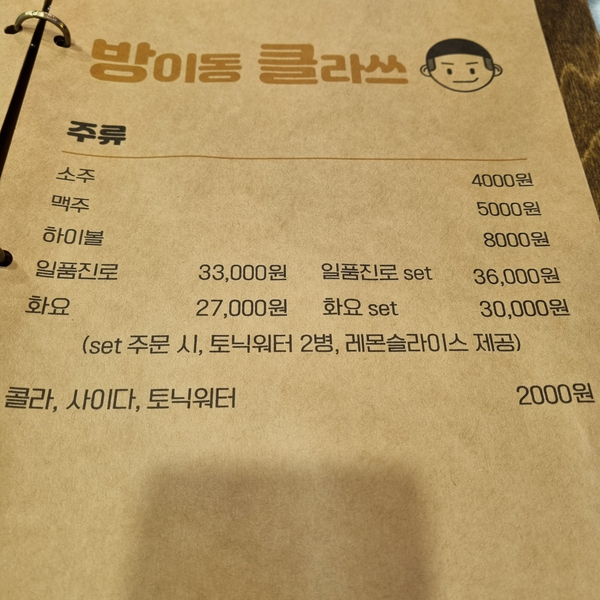 방이동 클라쓰
주류
소주 4000원
맥주 5000원
하이볼 8000원
일품진로 33,000원 일품진로 set 36,000원
화요 27,000원 화요 set 30,000원
(set 주문 시, 토닉워터 2병, 레몬슬라이스 제공)
콜라, 사이다, 토닉워터 2000원